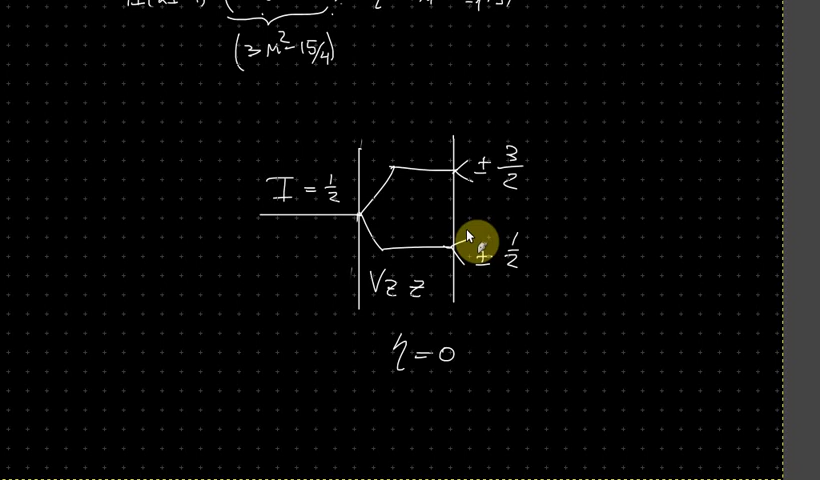 (3M²-15/4)
± 3/2
I = 1/2
± 1/2
Vzz
η=0